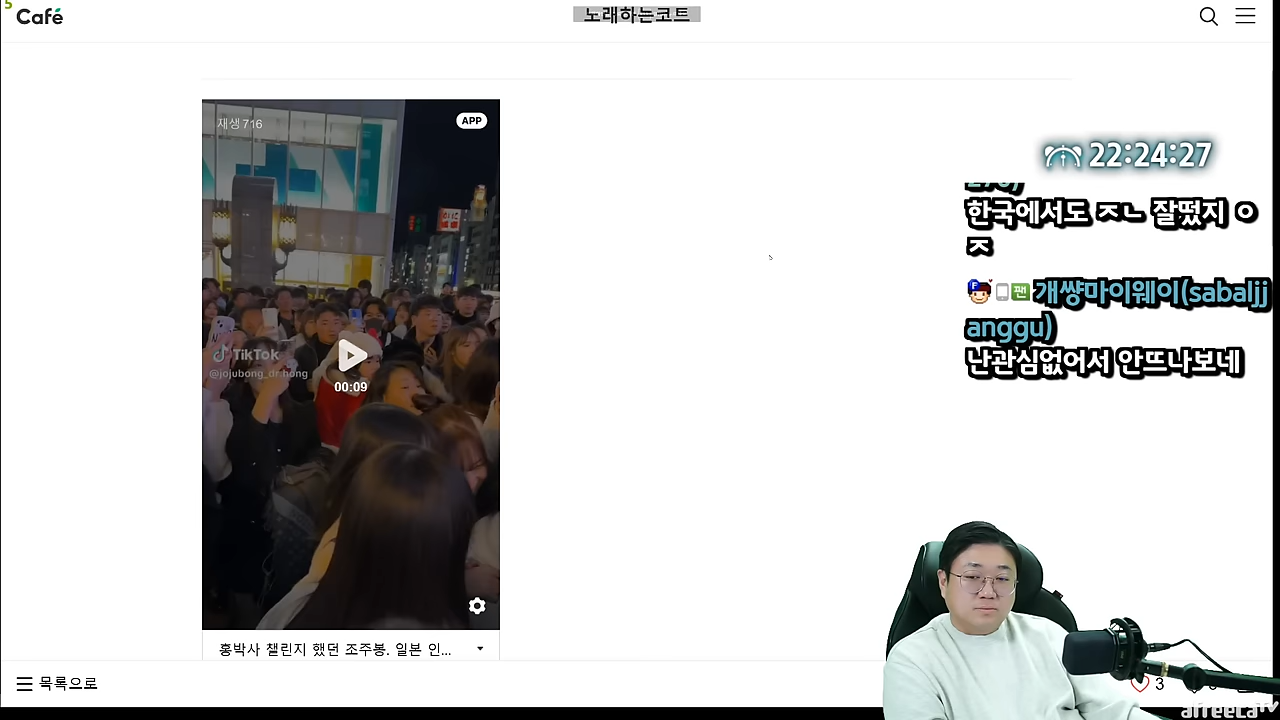 5
Café
노래하는코트
재생 716
APP
22:24:27
한국에서도 ㅈㄴ 잘떴지 ㅇ
ㅈ
F
팬
개썅마이웨이(sabaljj
anggu)
난관심없어서 안뜨나보네
TikTok
@jojubong_dr.hong
00:09
홍박사 챌린지 했던 조주봉. 일본 인...
목록으로
3
afreecaTV